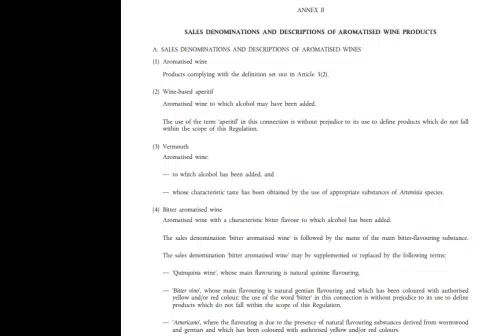 ANNEX II
SALES DENOMINATIONS AND DESCRIPTIONS OF AROMATISED WINE PRODUCTS
A. SALES DENOMINATIONS AND DESCRIPTIONS OF AROMATISED WINES
(1) Aromatised wine
Products complying with the definition set out in Article 3(2).
(2) Wine-based aperitif
Aromatised wine to which alcohol may have been added.
The use of the term 'aperitif' in this connection is without prejudice to its use to define products which do not fall
within the scope of this Regulation.
(3) Vermouth
Aromatised wine:
— to which alcohol has been added, and
— whose characteristic taste has been obtained by the use of appropriate substances of Artemisia species.
(4) Bitter aromatised wine
Aromatised wine with a characteristic bitter flavour to which alcohol has been added.
The sales denomination 'bitter aromatised wine' is followed by the name of the main bitter-flavouring substance.
The sales denomination 'bitter aromatised wine' may be supplemented or replaced by the following terms:
— 'Quinquina wine', whose main flavouring is natural quinine flavouring,
— 'Bitter vino', whose main flavouring is natural gentian flavouring and which has been coloured with authorised
yellow and/or red colour; the use of the word 'bitter' in this connection is without prejudice to its use to define
products which do not fall within the scope of this Regulation,
— 'Americano', where the flavouring is due to the presence of natural flavouring substances derived from wormwood
and gentian and which has been coloured with authorised yellow and/or red colours.